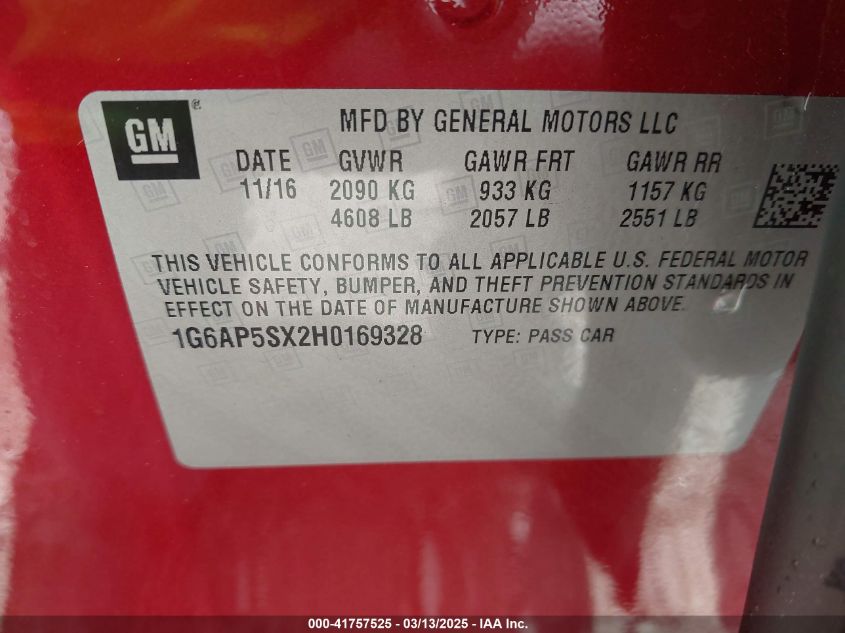 GM ®
MFD BY GENERAL MOTORS LLC
DATE GVWR GAWR FRT GAWR RR
11/16 2090 KG 933 KG 1157 KG
4608 LB 2057 LB 2551 LB
THIS VEHICLE CONFORMS TO ALL APPLICABLE U.S. FEDERAL MOTOR
VEHICLE SAFETY, BUMPER, AND THEFT PREVENTION STANDARDS IN
EFFECT ON THE DATE OF MANUFACTURE SHOWN ABOVE.
1G6AP5SX2H0169328 TYPE: PASS CAR
000-41757525 - 03/13/2025 - IAA Inc.